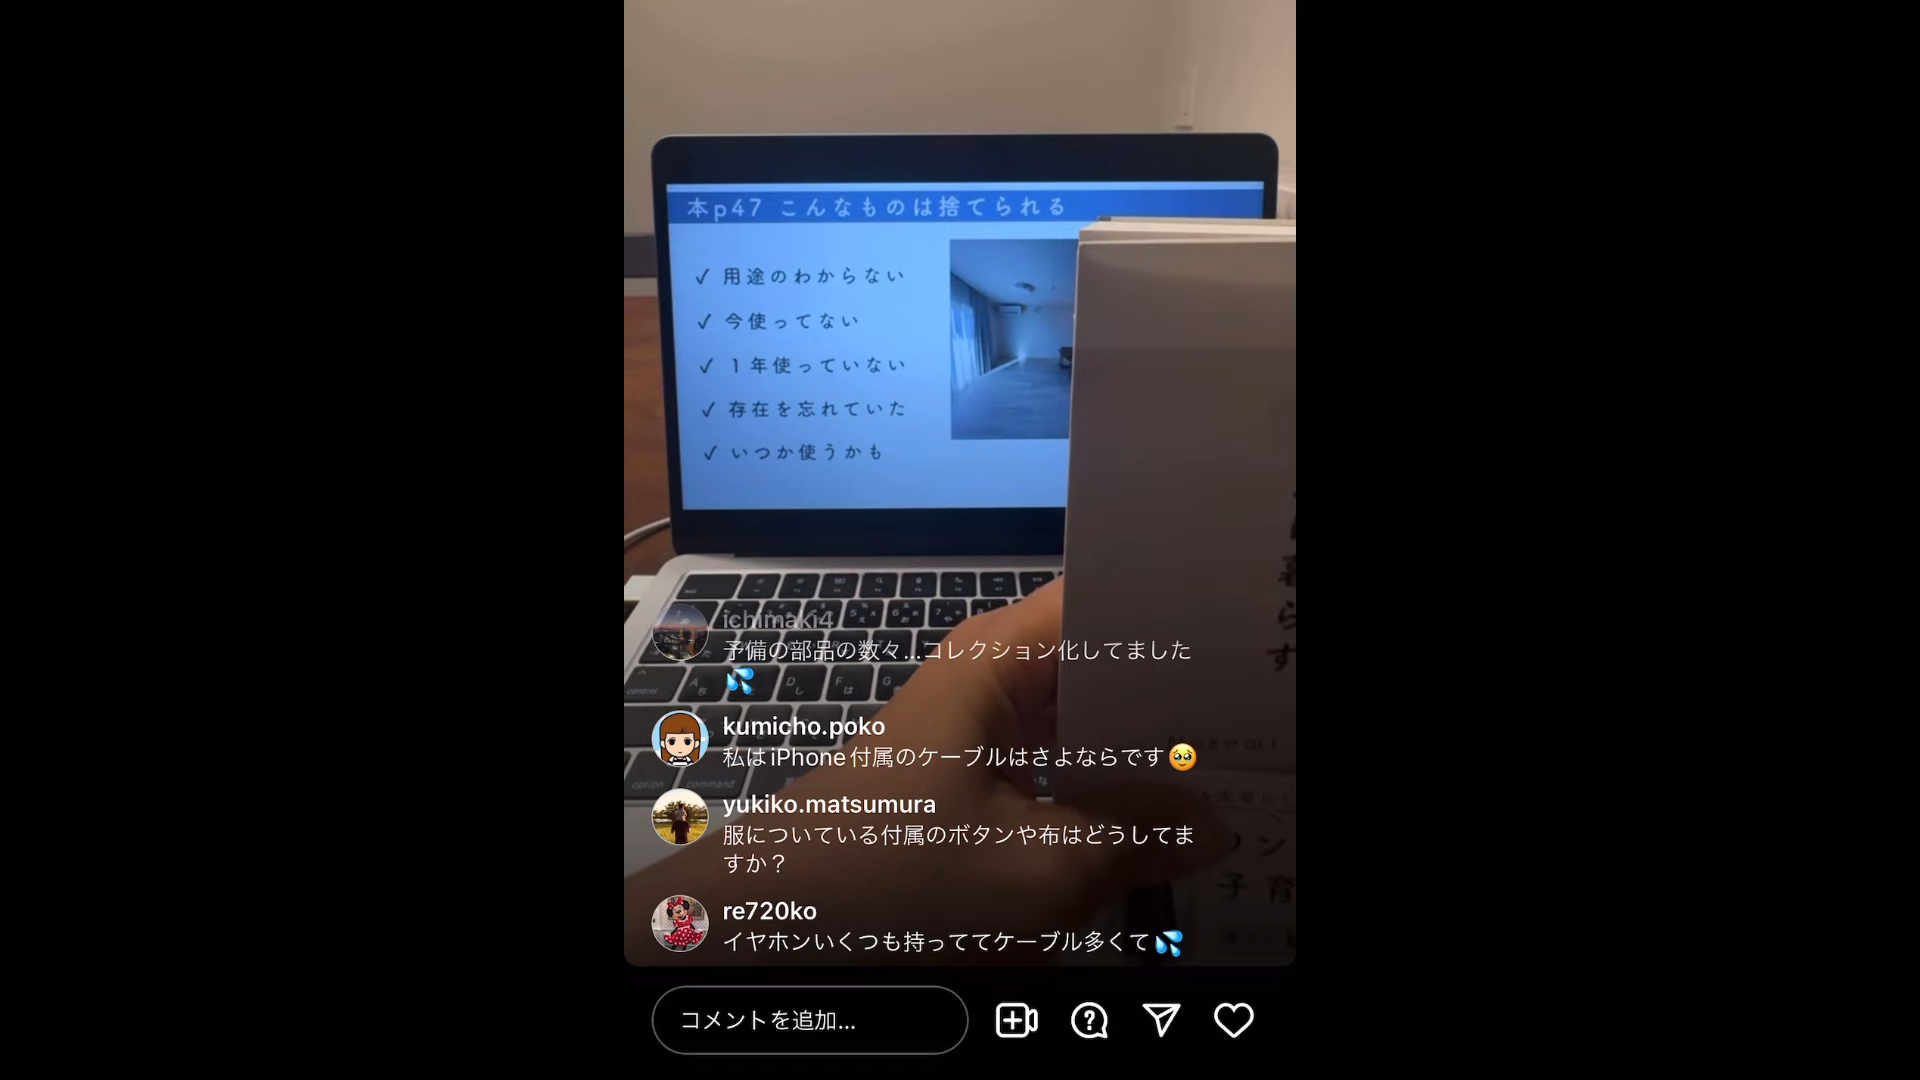 本p47 こんなものは捨てられる
✓ 用途のわからない
✓ 今使ってない
✓ 1年使っていない
✓ 存在を忘れていた
✓ いつか使うかも
暮らす
Nozomi
ichimaki4
予備の部品の数々…コレクション化してました
💦
kumicho.poko
私はiPhone付属のケーブルはさよならです🥹
yukiko.matsumura
服についている付属のボタンや布はどうしてま
すか？
re720ko
イヤホンいくつも持っててケーブル多くて💦
コメントを追加...